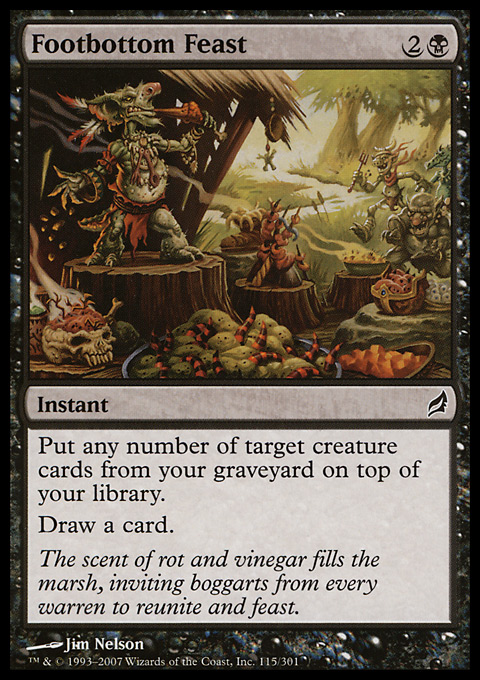 Footbottom Feast 2
Instant
Put any number of target creature
cards from your graveyard on top of
your library.
Draw a card.
The scent of rot and vinegar fills the
marsh, inviting boggarts from every
warren to reunite and feast.
Jim Nelson
™ & © 1993–2007 Wizards of the Coast, Inc. 115/301